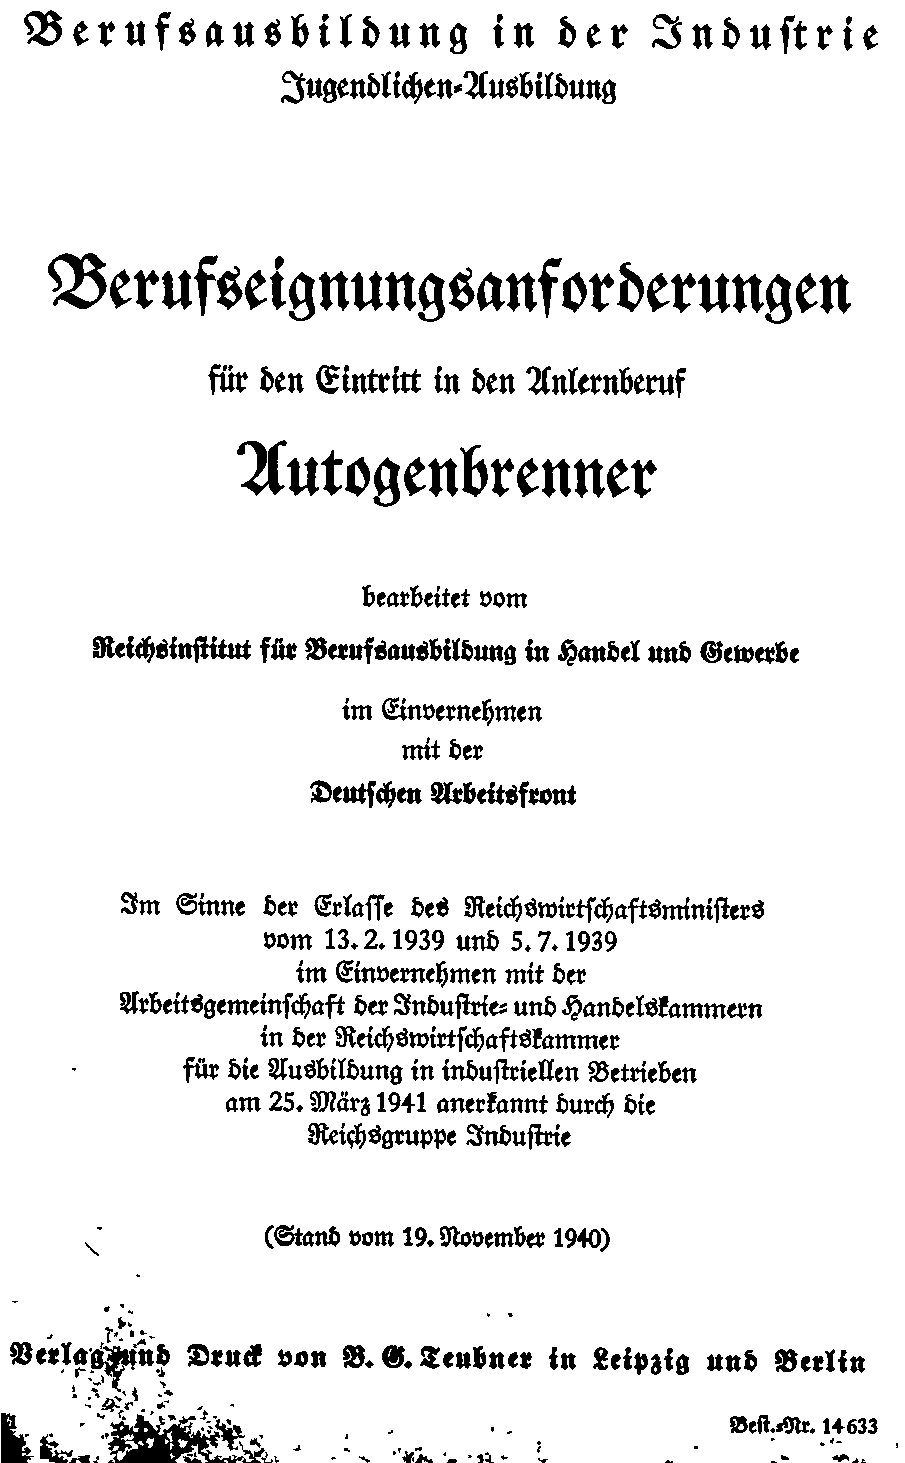 Berufsausbildung in der Industrie
Jugendlichen-Ausbildung
Berufseignungsanforderungen
für den Eintritt in den Anlernberuf
Autogenbrenner
bearbeitet vom
Reichsinstitut für Berufsausbildung in Handel und Gewerbe
im Einvernehmen
mit der
Deutschen Arbeitsfront
Im Sinne der Erlasse des Reichswirtschaftsministers
vom 13. 2. 1939 und 5. 7. 1939
im Einvernehmen mit der
Arbeitsgemeinschaft der Industrie- und Handelskammern
in der Reichswirtschaftskammer
für die Ausbildung in industriellen Betrieben
am 25. März 1941 anerkannt durch die
Reichsgruppe Industrie
(Stand vom 19. November 1940)
Verlag und Druck von B. G. Teubner in Leipzig und Berlin
Best.-Nr. 14633